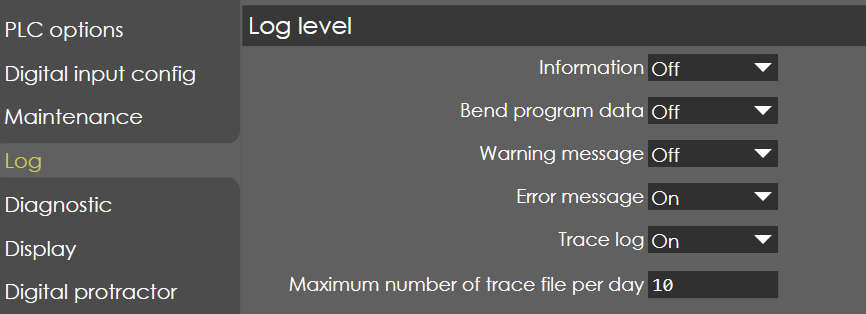 PLC options
Digital input config
Maintenance
Log
Diagnostic
Display
Digital protractor
Log level
Information Off
Bend program data Off
Warning message Off
Error message On
Trace log On
Maximum number of trace file per day 10